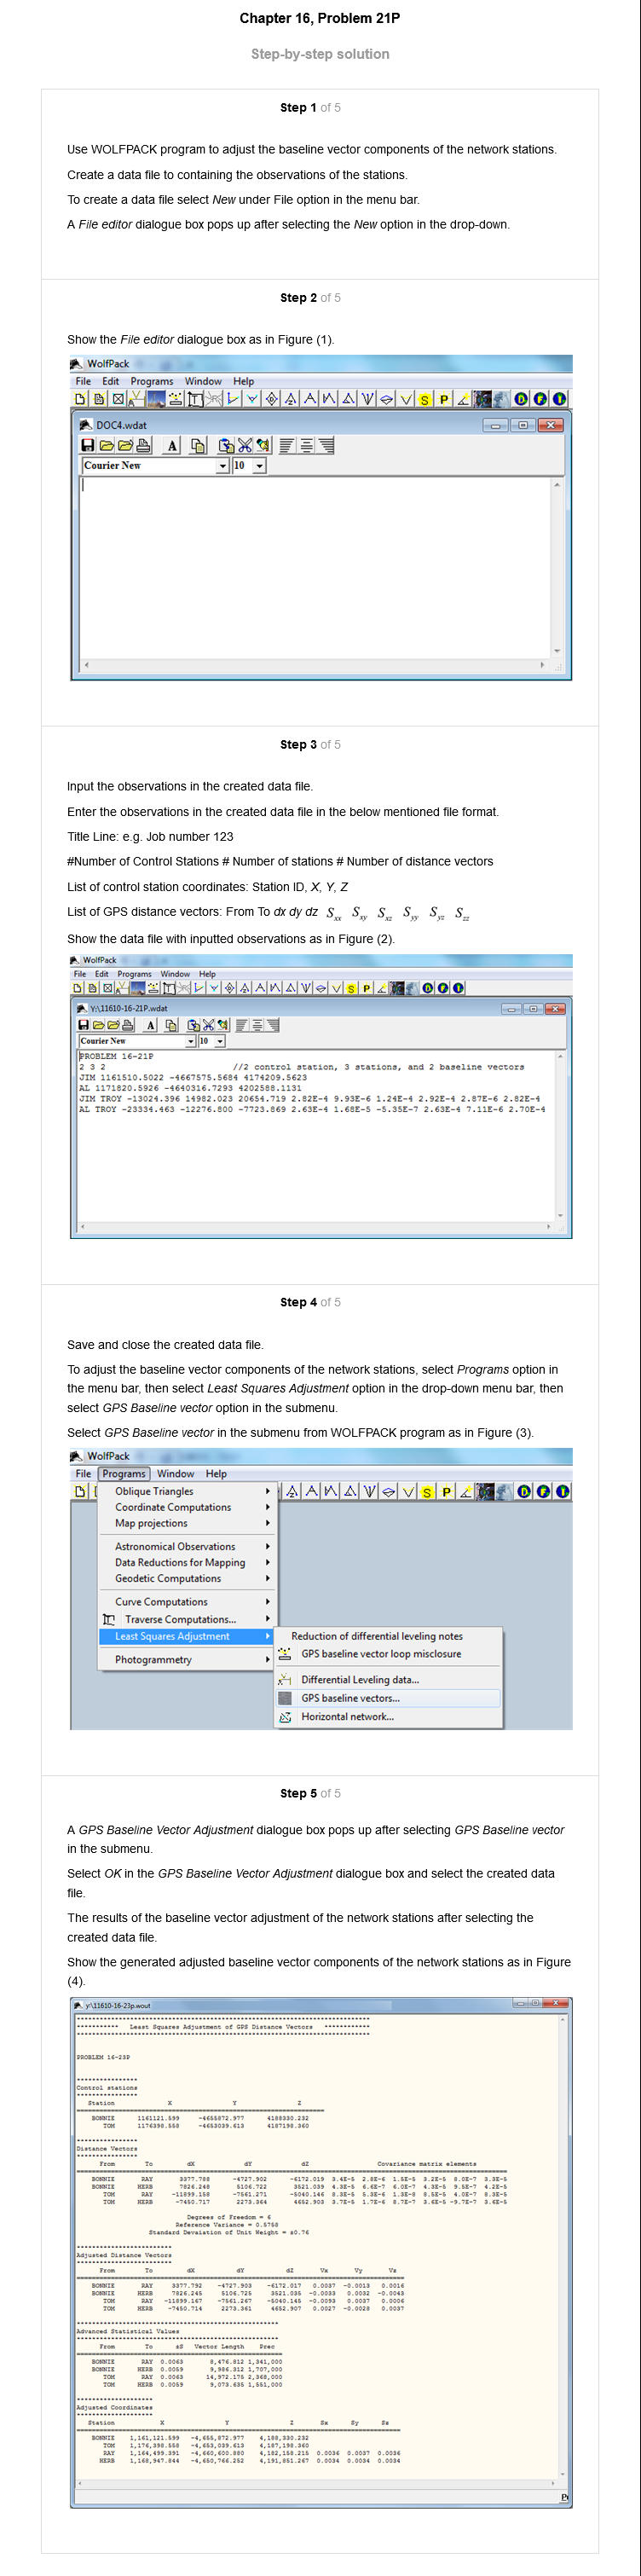 Chapter 16, Problem 21P
Step-by-step solution
Step 1 of 5
Use WOLFPACK program to adjust the baseline vector components of the network stations.
Create a data file to containing the observations of the stations.
To create a data file select New under File option in the menu bar.
A File editor dialogue box pops up after selecting the New option in the drop-down.
Step 2 of 5
Show the File editor dialogue box as in Figure (1).
WolfPack
File Edit Programs Window Help
DOC4.wdat
Courier New 10
Step 3 of 5
Input the observations in the created data file.
Enter the observations in the created data file in the below mentioned file format.
Title Line: e.g. Job number 123
#Number of Control Stations # Number of stations # Number of distance vectors
List of control station coordinates: Station ID, X, Y, Z
List of GPS distance vectors: From To dx dy dz Sxx Sxy Sxz Syy Syz Szz
Show the data file with inputted observations as in Figure (2).
WolfPack
File Edit Programs Window Help
Y:\11610-16-21P.wdat
Courier New 10
PROBLEM 16-21P
2 3 2 //2 control station, 3 stations, and 2 baseline vectors
JIM 1161510.5022 -4667575.5684 4174209.5623
AL 1171820.5926 -4640316.7293 4202588.1131
JIM TROY -13024.396 14982.023 20654.719 2.82E-4 9.93E-6 1.24E-4 2.92E-4 2.87E-6 2.82E-4
AL TROY -23334.463 -12276.800 -7723.869 2.63E-4 1.68E-5 -5.35E-7 2.63E-4 7.11E-6 2.70E-4
Step 4 of 5
Save and close the created data file.
To adjust the baseline vector components of the network stations, select Programs option in
the menu bar, then select Least Squares Adjustment option in the drop-down menu bar, then
select GPS Baseline vector option in the submenu.
Select GPS Baseline vector in the submenu from WOLFPACK program as in Figure (3).
WolfPack
File Programs Window Help
Oblique Triangles
Coordinate Computations
Map projections
Astronomical Observations
Data Reductions for Mapping
Geodetic Computations
Curve Computations
Traverse Computations...
Least Squares Adjustment
Reduction of differential leveling notes
GPS baseline vector loop misclosure
Photogrammetry
Differential Leveling data...
GPS baseline vectors...
Horizontal network...
Step 5 of 5
A GPS Baseline Vector Adjustment dialogue box pops up after selecting GPS Baseline vector
in the submenu.
Select OK in the GPS Baseline Vector Adjustment dialogue box and select the created data
file.
The results of the baseline vector adjustment of the network stations after selecting the
created data file.
Show the generated adjusted baseline vector components of the network stations as in Figure
(4).
y:\11610-16-23p.wout
Least Squares Adjustment of GPS Distance Vectors
PROBLEM 16-23P
Control stations
Station X Y Z
BONNIE 1161121.599 -4655872.977 4188330.232
TOM 1176398.558 -4653039.613 4187198.360
Distance Vectors
From To dX dY dZ Covariance matrix elements
BONNIE RAY 3377.788 -4727.902 -6172.019 3.4E-5 2.8E-6 1.5E-5 3.2E-5 8.0E-7 3.3E-5
BONNIE HERB 7826.248 5106.722 3521.039 4.3E-5 6.6E-7 6.0E-7 4.3E-5 9.5E-7 4.2E-5
TOM RAY -11899.158 -7561.271 -5040.146 8.3E-5 5.3E-6 1.3E-8 8.5E-5 4.0E-7 8.3E-5
TOM HERB -7450.717 2273.364 4652.903 3.7E-5 1.7E-6 8.7E-7 3.6E-5 -9.7E-7 3.6E-5
Degrees of Freedom = 6
Reference Variance = 0.5758
Standard Devaiation of Unit Weight = ±0.76
Adjusted Distance Vectors
From To dX dY dZ Vx Vy Vz
BONNIE RAY 3377.792 -4727.903 -6172.017 0.0037 -0.0013 0.0016
BONNIE HERB 7826.245 5106.725 3521.035 -0.0033 0.0032 -0.0043
TOM RAY -11899.167 -7561.267 -5040.145 -0.0093 0.0037 0.0006
TOM HERB -7450.714 2273.361 4652.907 0.0027 -0.0028 0.0037
Advanced Statistical Values
From To ±S Vector Length Prec
BONNIE RAY 0.0063 8,476.812 1,341,000
BONNIE HERB 0.0059 9,986.312 1,707,000
TOM RAY 0.0063 14,972.175 2,368,000
TOM HERB 0.0059 9,073.635 1,551,000
Adjusted Coordinates
Station X Y Z Sx Sy Sz
BONNIE 1,161,121.599 -4,655,872.977 4,188,330.232
TOM 1,176,398.558 -4,653,039.613 4,187,198.360
RAY 1,164,499.391 -4,660,600.880 4,182,158.215 0.0036 0.0037 0.0036
HERB 1,168,947.844 -4,650,766.252 4,191,851.267 0.0034 0.0034 0.0034